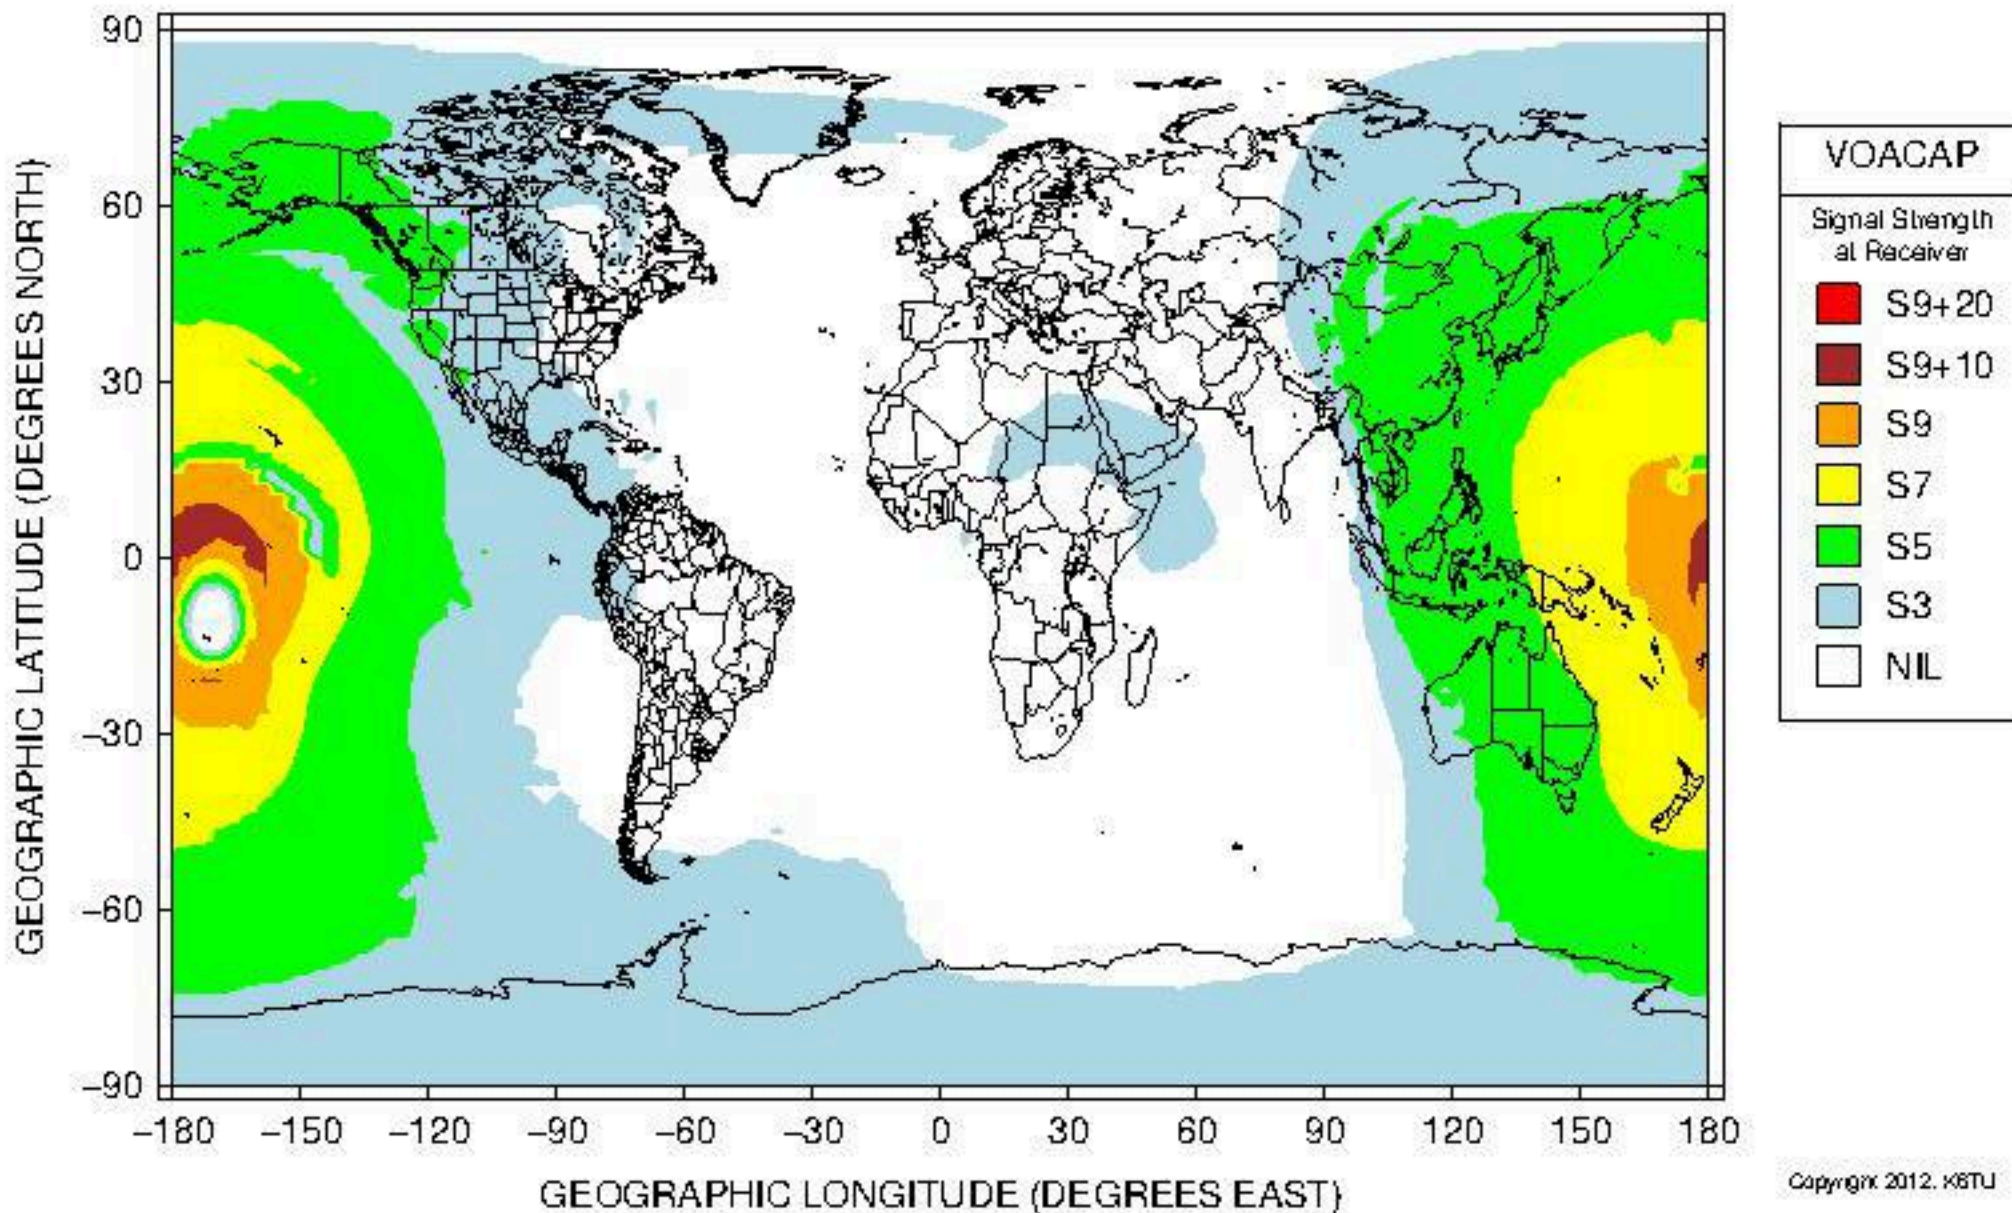 90
60
30
0
−30
−60
−90
GEOGRAPHIC LATITUDE (DEGREES NORTH)
−180 −150 −120 −90 −60 −30 0 30 60 90 120 150 180
GEOGRAPHIC LONGITUDE (DEGREES EAST)
VOACAP
Signal Strength
at Receiver
S9+20
S9+10
S9
S7
S5
S3
NIL
Copyright 2012, K6TU